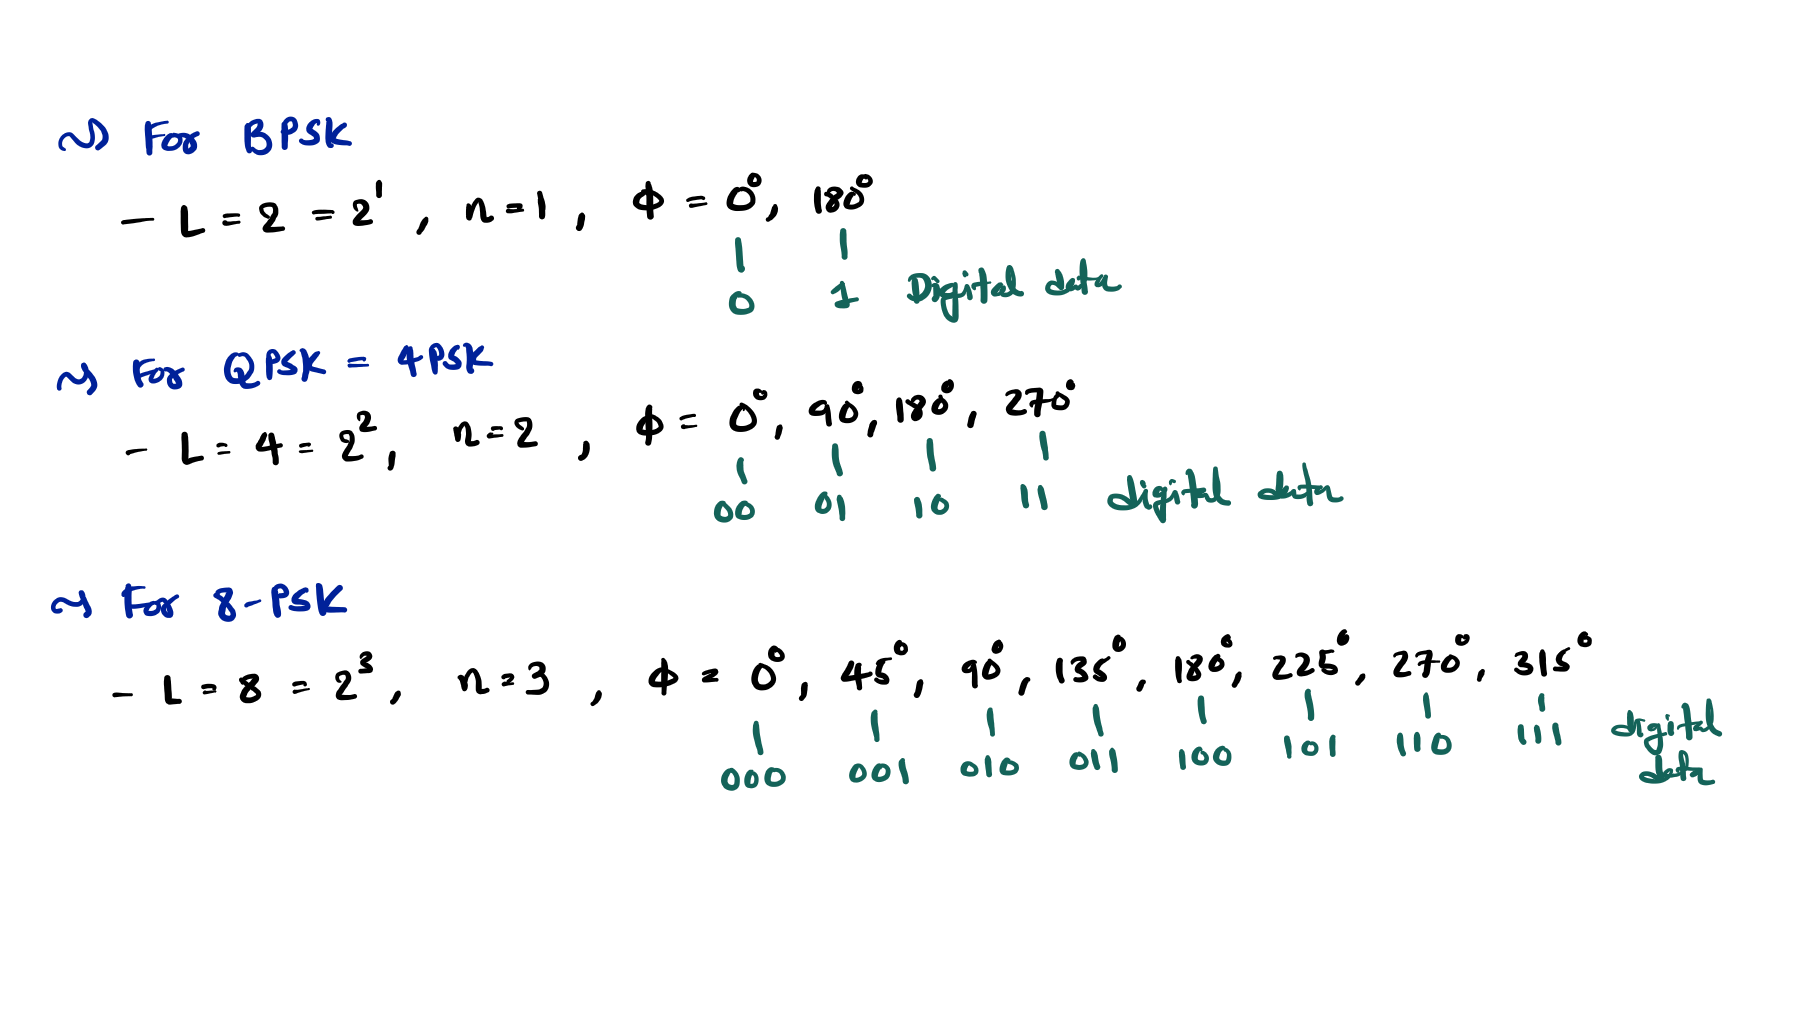 ~> For BPSK
- L = 2 = 2¹, n=1, Φ = 0°, 180°
0 1 Digital data
~> For QPSK = 4PSK
- L = 4 = 2², n=2, Φ = 0°, 90°, 180°, 270°
00 01 10 11 digital data
~> For 8-PSK
- L = 8 = 2³, n=3, Φ = 0°, 45°, 90°, 135°, 180°, 225°, 270°, 315°
000 001 010 011 100 101 110 111 digital data